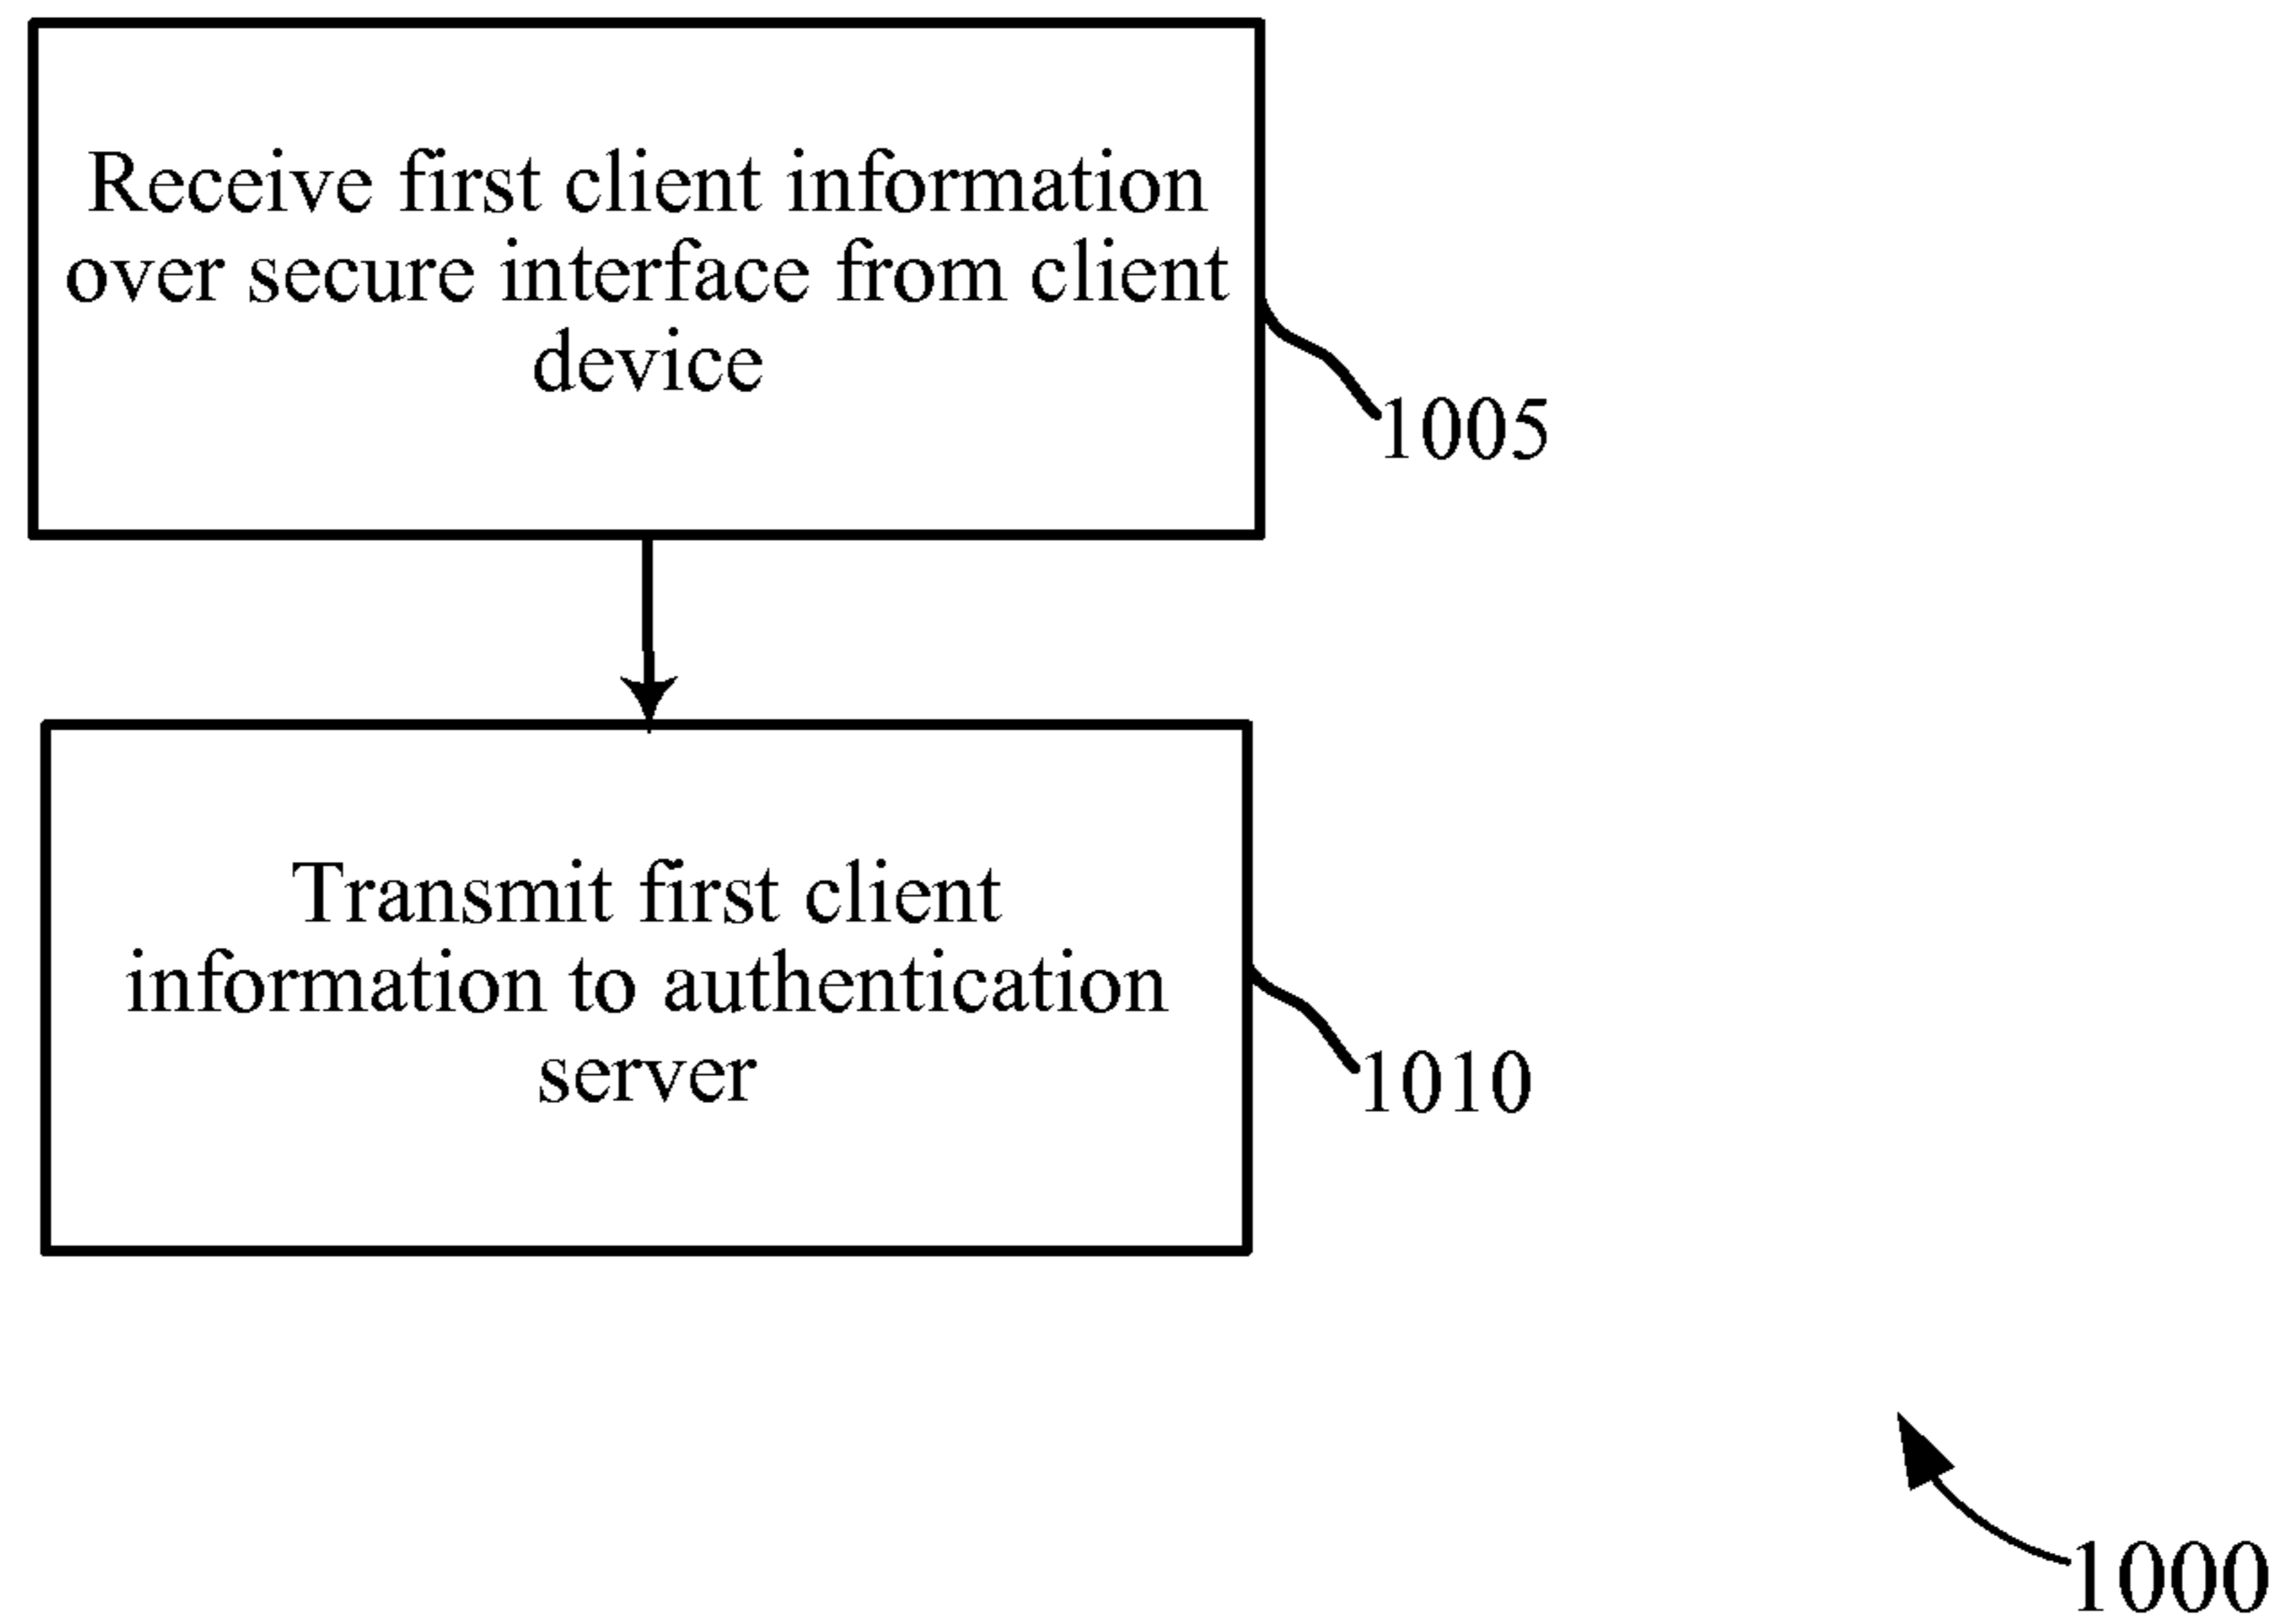 Receive first client information
over secure interface from client
device
1005
Transmit first client
information to authentication
server
1010
1000